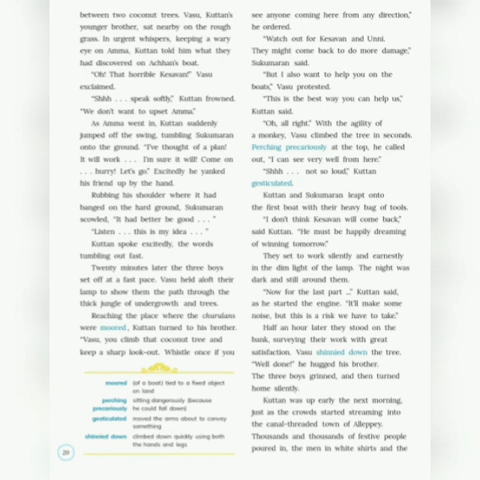 between two coconut trees. Vasu, Kuttan's
younger brother, sat nearby on the rough
grass. In urgent whispers, keeping a wary
eye on Amma, Kuttan told him what they
had discovered on Achhan's boat.
"Oh! That horrible Kesavan!" Vasu
exclaimed.
"Shhh . . . speak softly," Kuttan frowned.
"We don't want to upset Amma."
As Amma went in, Kuttan suddenly
jumped off the swing, tumbling Sukumaran
onto the ground. "I've thought of a plan!
It will work . . . I'm sure it will! Come on
. . . hurry! Let's go." Excitedly he yanked
his friend up by the hand.
Rubbing his shoulder where it had
banged on the hard ground, Sukumaran
scowled, "It had better be good . . . "
"Listen . . . this is my idea . . . "
Kuttan spoke excitedly, the words
tumbling out fast.
Twenty minutes later the three boys
set off at a fast pace. Vasu held aloft their
lamp to show them the path through the
thick jungle of undergrowth and trees.
Reaching the place where the churulans
were moored, Kuttan turned to his brother.
"Vasu, you climb that coconut tree and
keep a sharp look-out. Whistle once if you
moored (of a boat) tied to a fixed object
on land
perching sitting dangerously (because
precariously he could fall down)
gesticulated moved the arms about to convey
something
shinnied down climbed down quickly using both
the hands and legs
20
see anyone coming here from any direction,"
he ordered.
"Watch out for Kesavan and Unni.
They might come back to do more damage,"
Sukumaran said.
"But I also want to help you on the
boats," Vasu protested.
"This is the best way you can help us,"
Kuttan said.
"Oh, all right." With the agility of
a monkey, Vasu climbed the tree in seconds.
Perching precariously at the top, he called
out, "I can see very well from here."
"Shhh . . . not so loud," Kuttan
gesticulated.
Kuttan and Sukumaran leapt onto
the first boat with their heavy bag of tools.
"I don't think Kesavan will come back,"
said Kuttan. "He must be happily dreaming
of winning tomorrow."
They set to work silently and earnestly
in the dim light of the lamp. The night was
dark and still around them.
"Now for the last part ..." Kuttan said,
as he started the engine. "It'll make some
noise, but this is a risk we have to take."
Half an hour later they stood on the
bank, surveying their work with great
satisfaction. Vasu shinnied down the tree.
"Well done!" he hugged his brother.
The three boys grinned, and then turned
home silently.
Kuttan was up early the next morning,
just as the crowds started streaming into
the canal-threaded town of Alleppey.
Thousands and thousands of festive people
poured in, the men in white shirts and the